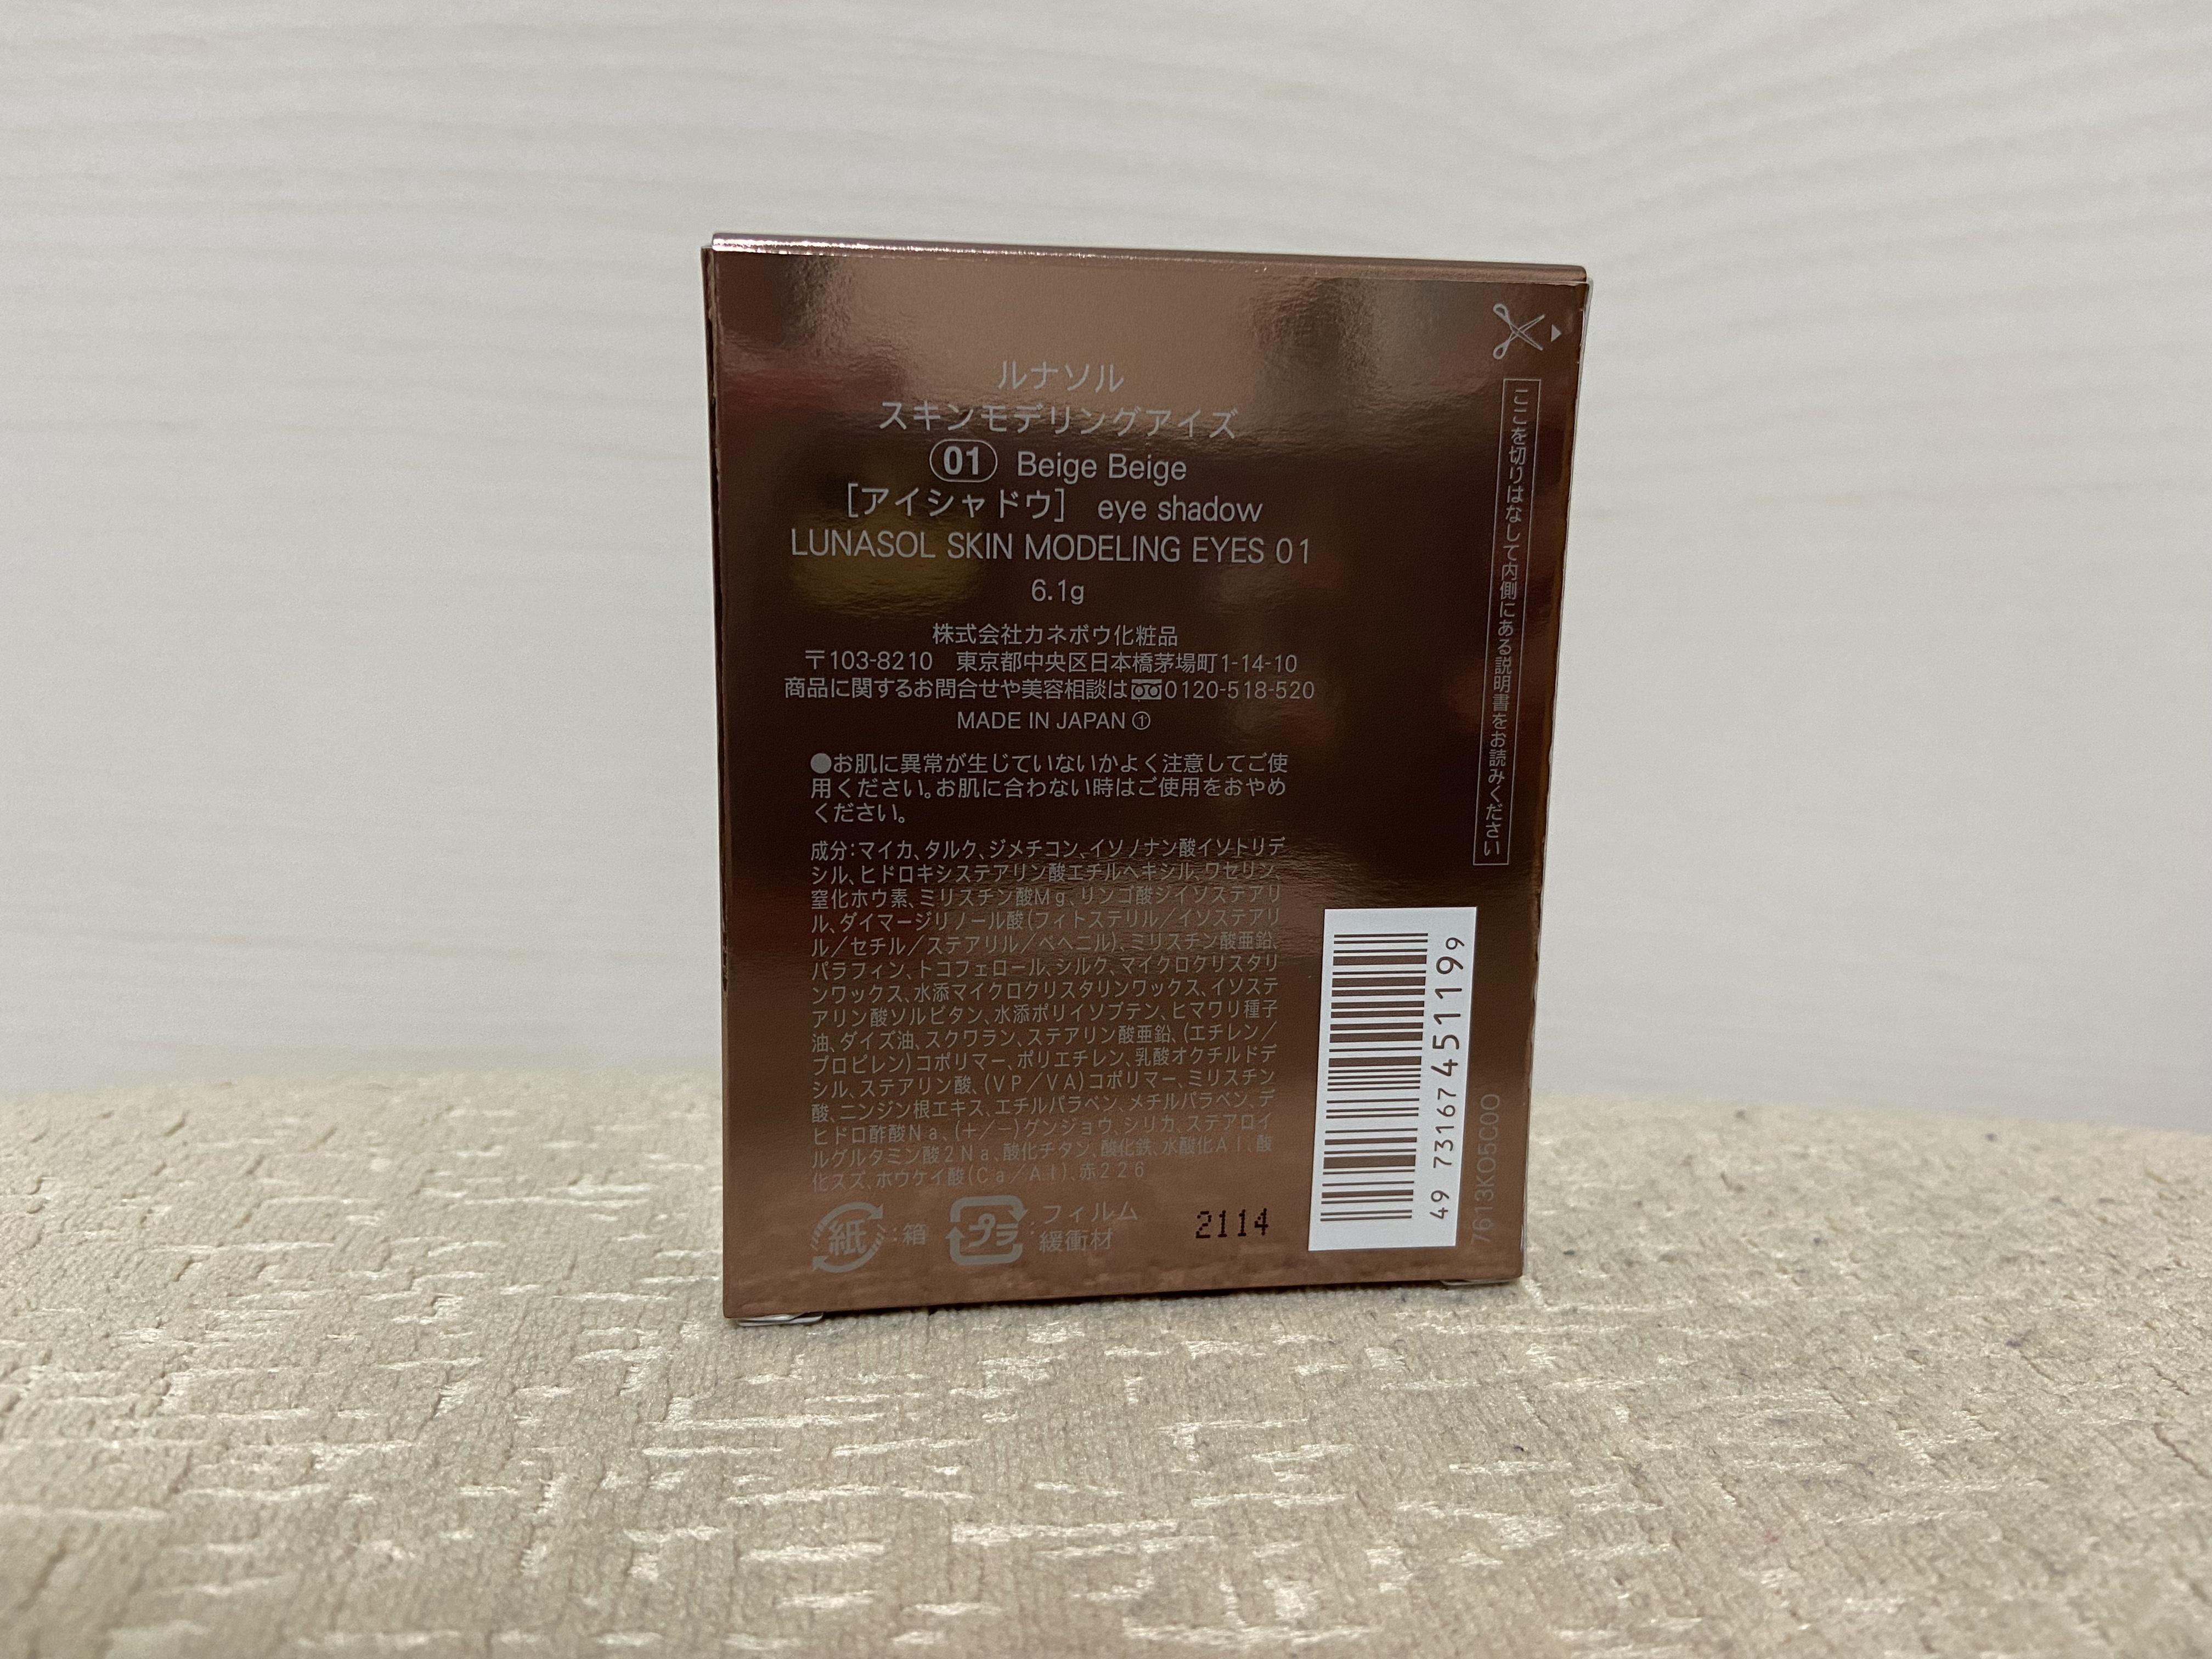 ルナソル
スキンモデリングアイズ
01 Beige Beige
[アイシャドウ] eye shadow
LUNASOL SKIN MODELING EYES 01
6.1g
株式会社カネボウ化粧品
〒103-8210 東京都中央区日本橋茅場町1-14-10
商品に関するお問合せや美容相談は0120-518-520
MADE IN JAPAN ①
●お肌に異常が生じていないかよく注意してご使
用ください。お肌に合わない時はご使用をおやめ
ください。
成分:マイカ、タルク、ジメチコン、イソノナン酸イソトリデ
シル、ヒドロキシステアリン酸エチルヘキシル、ワセリン、
窒化ホウ素、ミリスチン酸Mg、リンゴ酸ジイソステアリ
ル、ダイマージリノール酸(フィトステリル/イソステアリ
ル/セチル/ステアリル/ベヘニル)、ミリスチン酸亜鉛、
パラフィン、トコフェロール、シルク、マイクロクリスタリ
ンワックス、水添マイクロクリスタリンワックス、イソステ
アリン酸ソルビタン、水添ポリイソブテン、ヒマワリ種子
油、ダイズ油、スクワラン、ステアリン酸亜鉛、(エチレン/
プロピレン)コポリマー、ポリエチレン、乳酸オクチルドデ
シル、ステアリン酸、(VP/VA)コポリマー、ミリスチン
酸、ニンジン根エキス、エチルパラベン、メチルパラベン、デ
ヒドロ酢酸Na、(+/−)グンジョウ、シリカ、ステアロイ
ルグルタミン酸2Na、酸化チタン、酸化鉄、水酸化Al、酸
化スズ、ホウケイ酸(Ca/Al)、赤226
紙:箱
プラ:フィルム
緩衝材
2114
ここを切りはなして内側にある説明書をお読みください
4973167451199
7613KO5COO